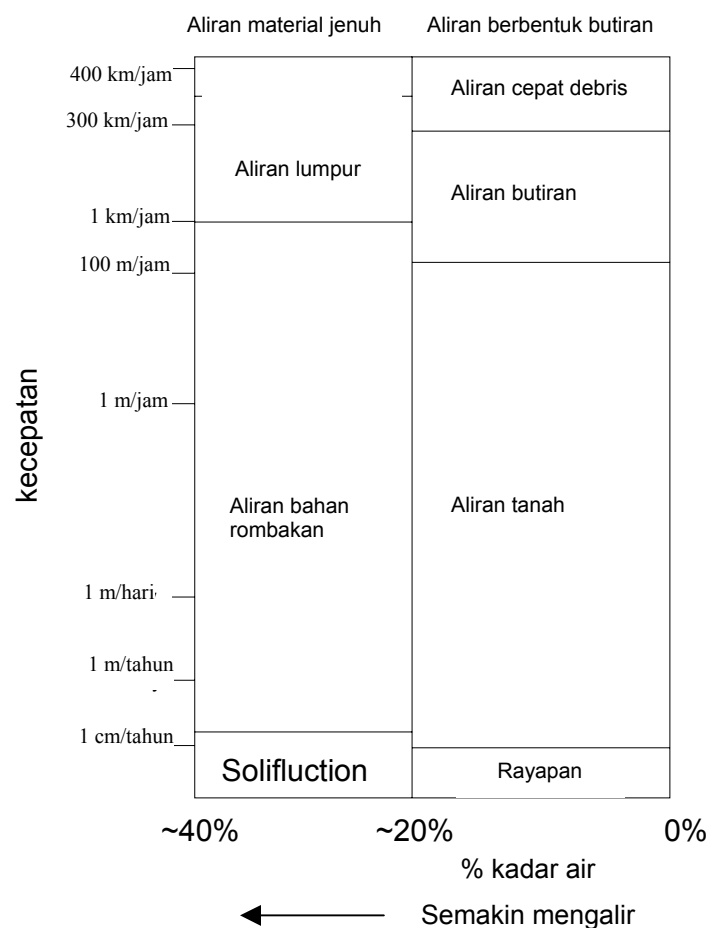 Aliran material jenuh
Aliran berbentuk butiran
400 km/jam
300 km/jam
1 km/jam
100 m/jam
1 m/jam
1 m/hari
1 m/tahun
1 cm/tahun
kecepatan
Aliran lumpur
Aliran bahan
rombakan
Solifluction
Aliran cepat debris
Aliran butiran
Aliran tanah
Rayapan
~40%
~20%
0%
% kadar air
Semakin mengalir